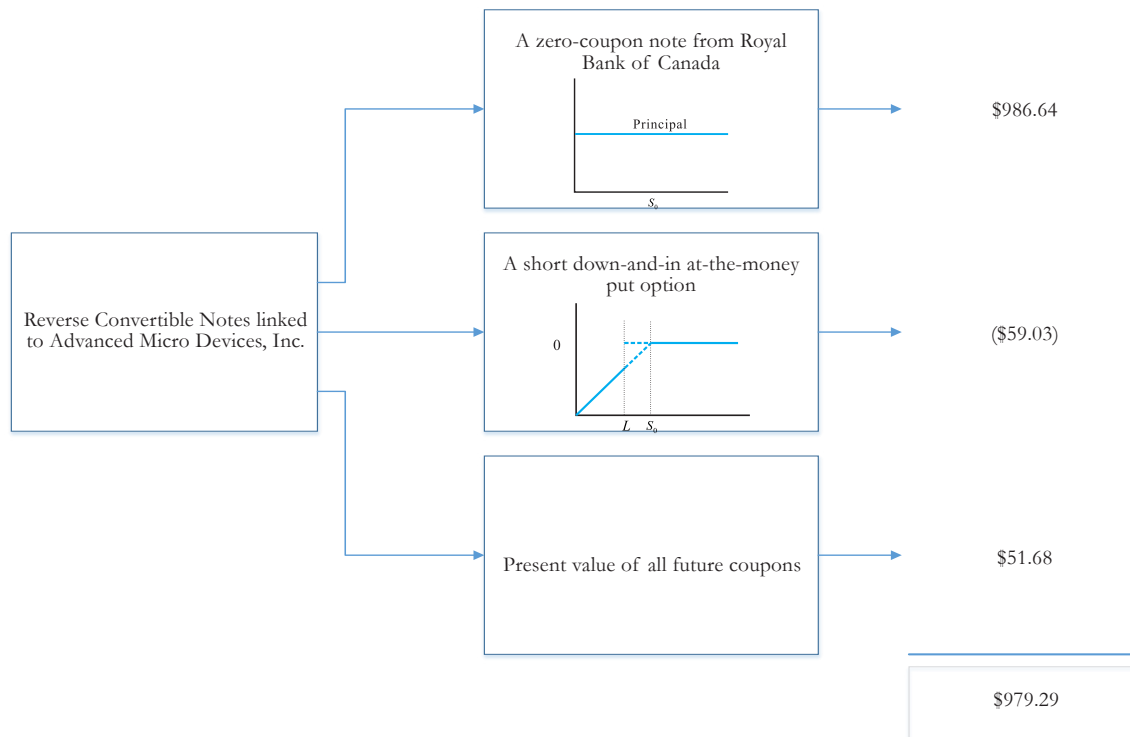 A zero-coupon note from Royal
Bank of Canada
Principal
S₀
$986.64
Reverse Convertible Notes linked
to Advanced Micro Devices, Inc.
A short down-and-in at-the-money
put option
0
L
S₀
($59.03)
Present value of all future coupons
$51.68
$979.29